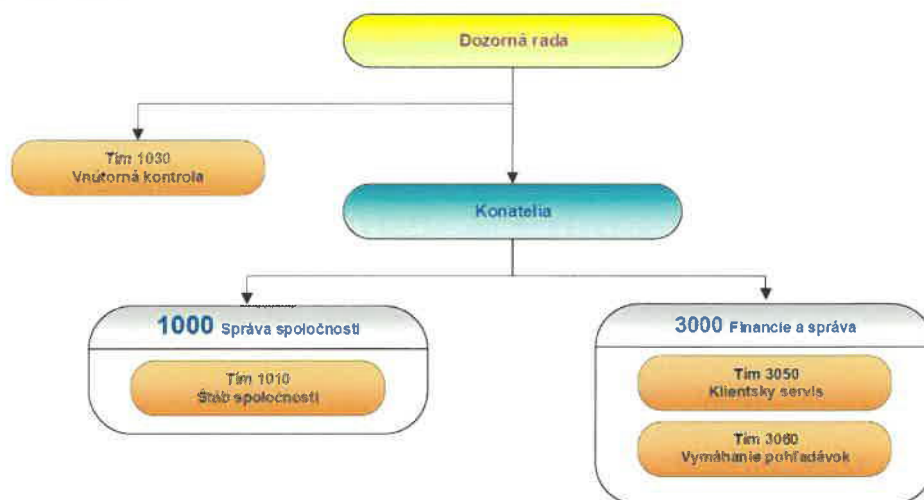 Dozorná rada
Tím 1030
Vnútorná kontrola
Konatelia
1000 Správa spoločnosti
Tím 1010
Štáb spoločnosti
3000 Financie a správa
Tím 3050
Klientsky servis
Tím 3060
Vymáhanie pohľadávok